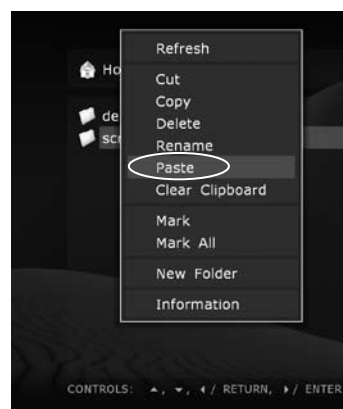 Refresh
Ho
Cut
Copy
de
Delete
scr
Rename
Paste
Clear Clipboard
Mark
Mark All
New Folder
Information
CONTROLS: ▲, ▼, ◀/ RETURN, ▶/ ENTER